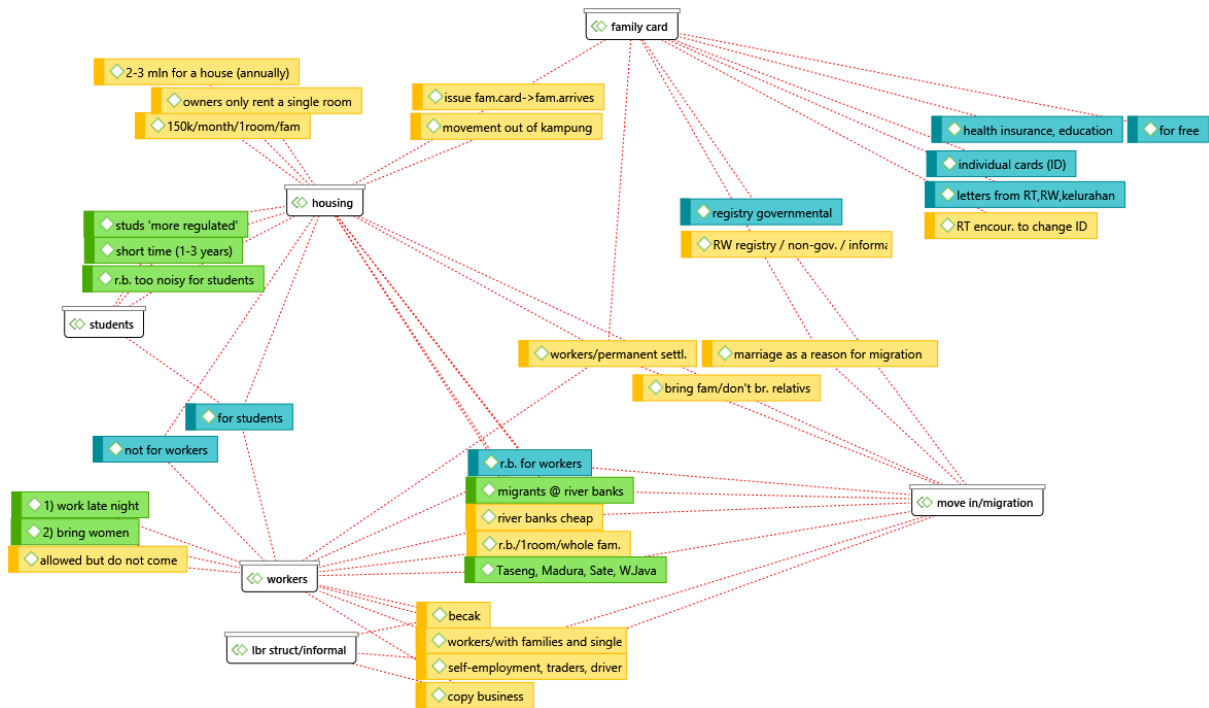 family card
2-3 mln for a house (annually)
owners only rent a single room
150k/month/1room/fam
issue fam.card->fam.arrives
movement out of kampung
health insurance, education
for free
individual cards (ID)
letters from RT,RW,kelurahan
RT encour. to change ID
housing
registry governmental
RW registry / non-gov. / informa
studs 'more regulated'
short time (1-3 years)
r.b. too noisy for students
students
workers/permanent settl.
marriage as a reason for migration
bring fam/don't br. relativs
for students
not for workers
r.b. for workers
migrants @ river banks
river banks cheap
r.b./1room/whole fam.
Taseng, Madura, Sate, W.Java
move in/migration
1) work late night
2) bring women
allowed but do not come
workers
lbr struct/informal
becak
workers/with families and single
self-employment, traders, driver
copy business